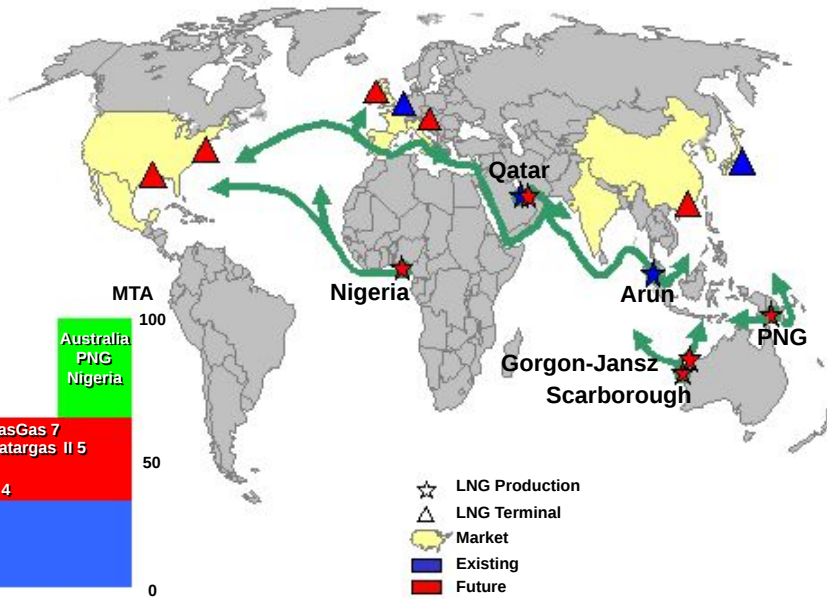 Qatar
Nigeria
Arun
PNG
Gorgon-Jansz
Scarborough
MTA
100
Australia
PNG
Nigeria
asGas 7
atargas II 5
4
50
0
LNG Production
LNG Terminal
Market
Existing
Future